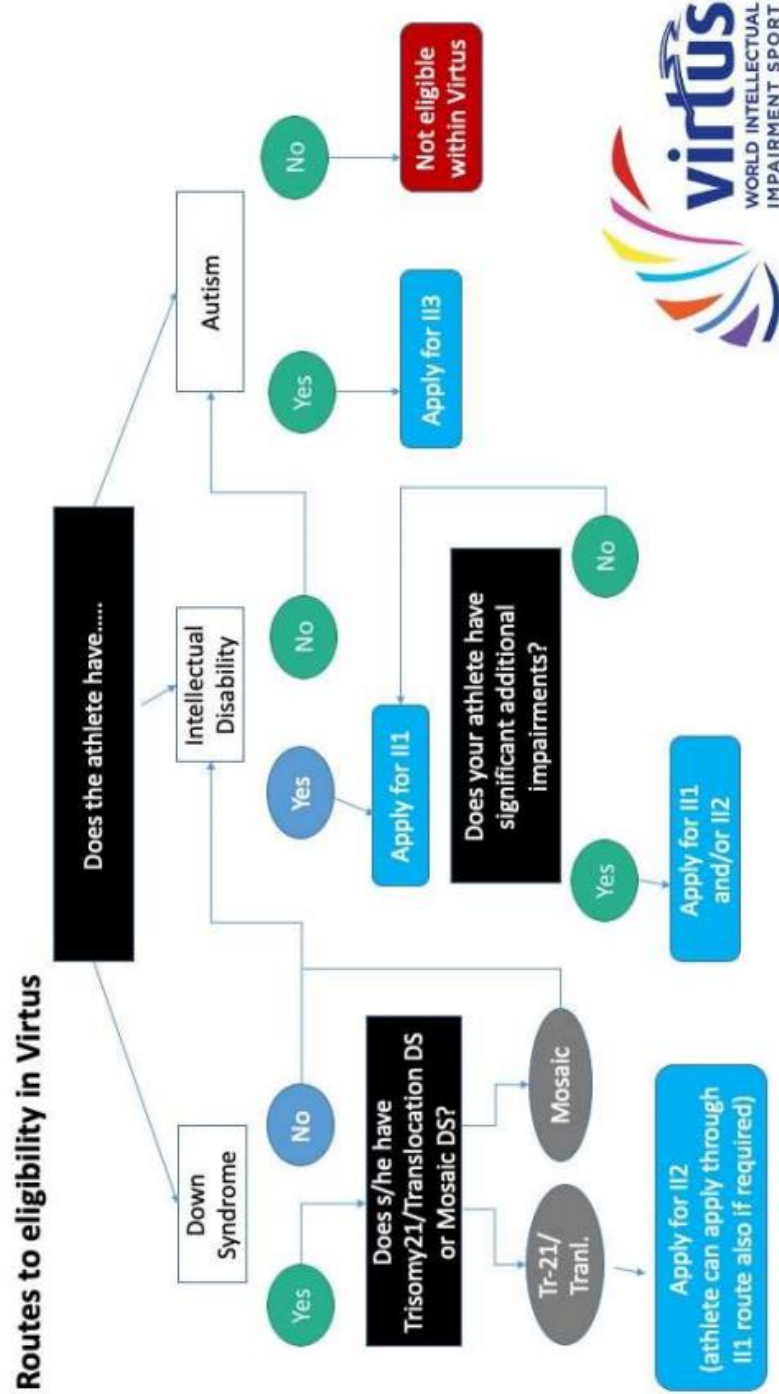 Routes to eligibility in Virtus
Does the athlete have.....
Down
Syndrome
Intellectual
Disability
Autism
Yes
No
Yes
No
Yes
No
Does s/he have
Trisomy21/Translocation DS
or Mosaic DS?
Apply for II1
Apply for II3
Not eligible
within Virtus
Tr-21/
Tranl.
Mosaic
Does your athlete have
significant additional
impairments?
Yes
No
Apply for II2
(athlete can apply through
II1 route also if required)
Apply for II1
and/or II2
virtus
WORLD INTELLECTUAL
IMPAIRMENT SPORT